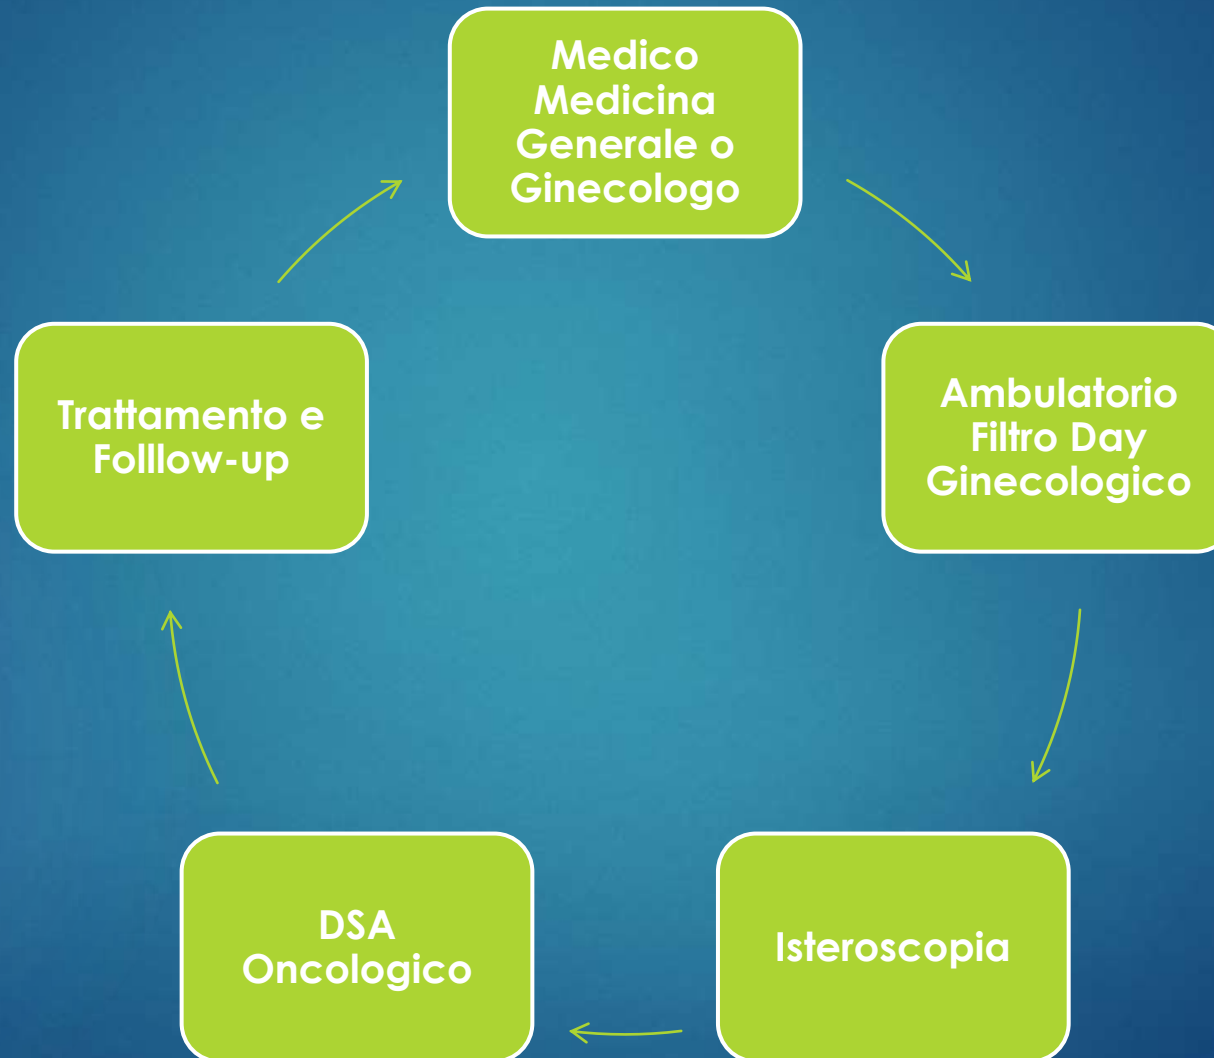 Medico
Medicina
Generale o
Ginecologo
Ambulatorio
Filtro Day
Ginecologico
Isteroscopia
DSA
Oncologico
Trattamento e
Folllow-up